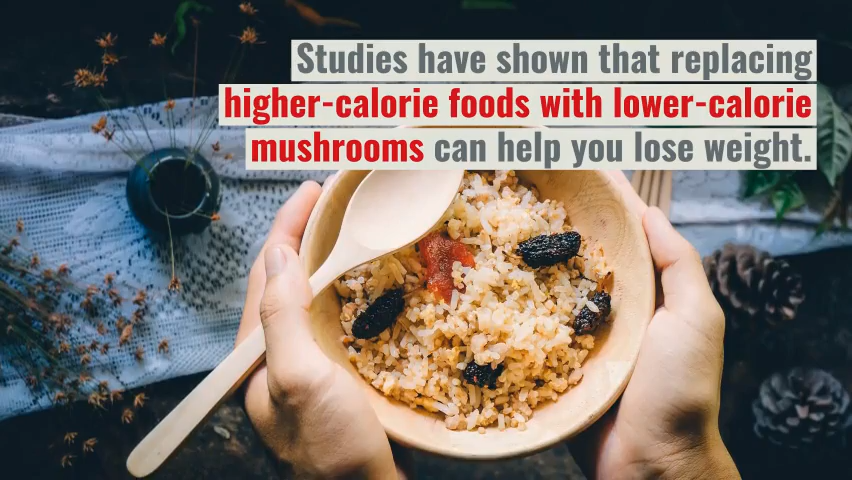 Studies have shown that replacing
higher-calorie foods with lower-calorie
mushrooms can help you lose weight.